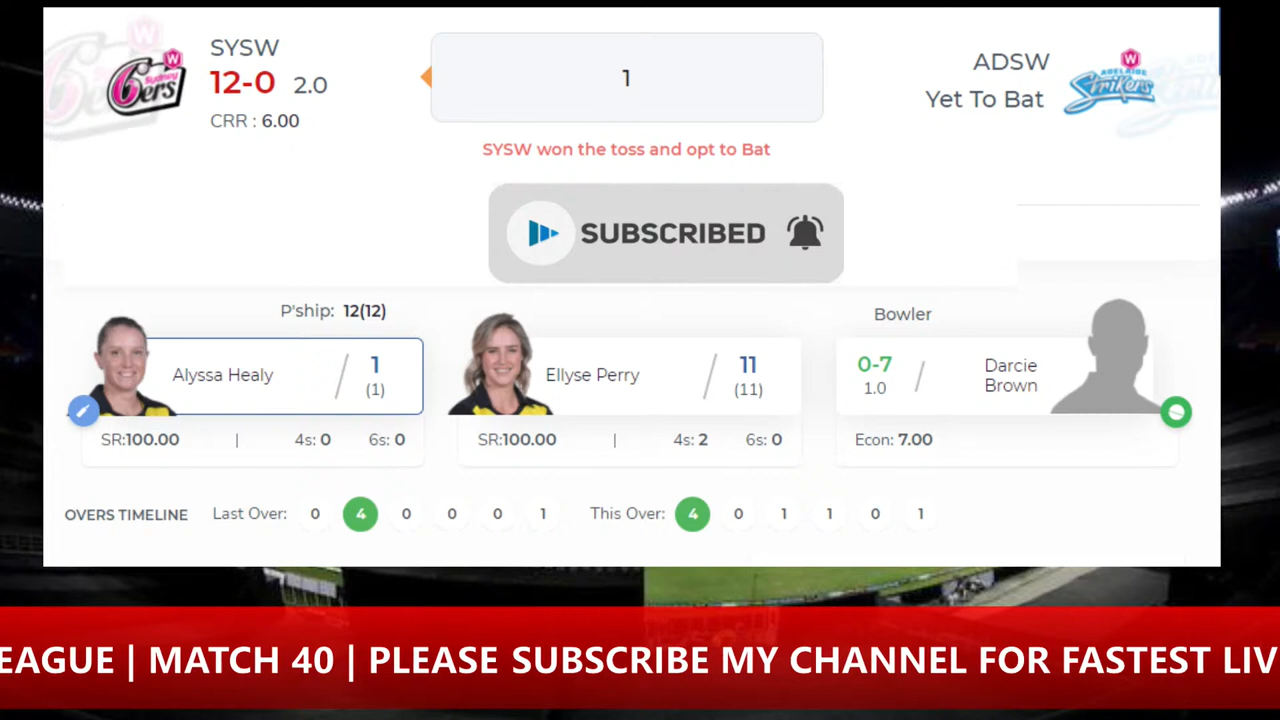 SYSW
12-0 2.0
CRR : 6.00
W
Sydney
6ers
1
SYSW won the toss and opt to Bat
ADSW
Yet To Bat
W
ADELAIDE
Strikers
SUBSCRIBED
P'ship: 12(12)
Alyssa Healy / 1
(1)
SR:100.00 | 4s: 0 6s: 0
Ellyse Perry / 11
(11)
SR:100.00 | 4s: 2 6s: 0
Bowler
0-7 / Darcie
1.0 Brown
Econ: 7.00
OVERS TIMELINE Last Over: 0 4 0 0 0 1 This Over: 4 0 1 1 0 1
EAGUE | MATCH 40 | PLEASE SUBSCRIBE MY CHANNEL FOR FASTEST LIV